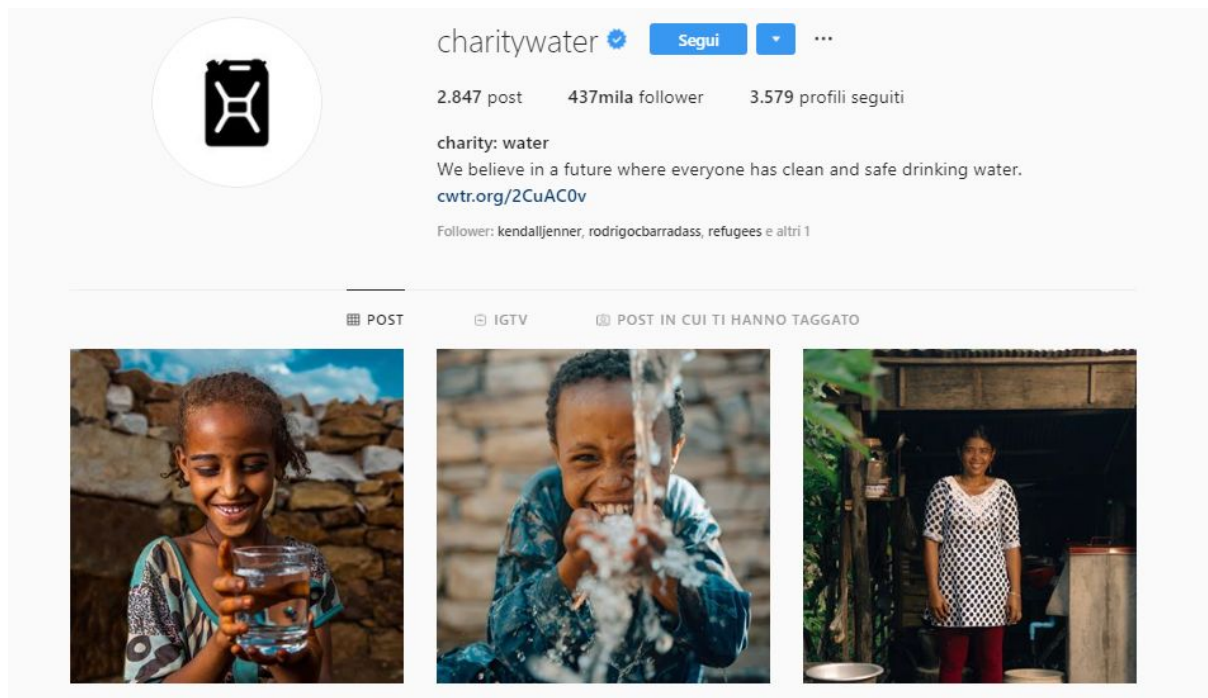 charitywater Segui ...
2.847 post 437mila follower 3.579 profili seguiti
charity: water
We believe in a future where everyone has clean and safe drinking water.
cwtr.org/2CuAC0v
Follower: kendalljenner, rodrigocbarradass, refugees e altri 1
POST IGTV POST IN CUI TI HANNO TAGGATO